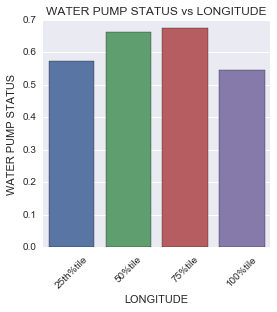 WATER PUMP STATUS vs LONGITUDE
0.7
0.6
0.5
0.4
0.3
0.2
0.1
0.0
WATER PUMP STATUS
25th%tile
50%tile
75%tile
100%tile
LONGITUDE